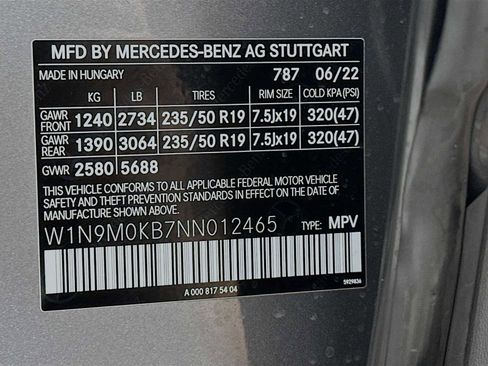 MFD BY MERCEDES-BENZ AG STUTTGART
MADE IN HUNGARY 787 06/22
KG LB TIRES RIM SIZE COLD KPA(PSI)
GAWR FRONT 1240 2734 235/50 R19 7.5Jx19 320(47)
GAWR REAR 1390 3064 235/50 R19 7.5Jx19 320(47)
GVWR 2580 5688
THIS VEHICLE CONFORMS TO ALL APPLICABLE FEDERAL MOTOR VEHICLE
SAFETY AND THEFT PREVENTION STANDARDS IN EFFECT ON THE DATE OF
MANUFACTURE SHOWN ABOVE.
W1N9M0KB7NN012465 TYPE: MPV
A 000 817 54 04
5929836